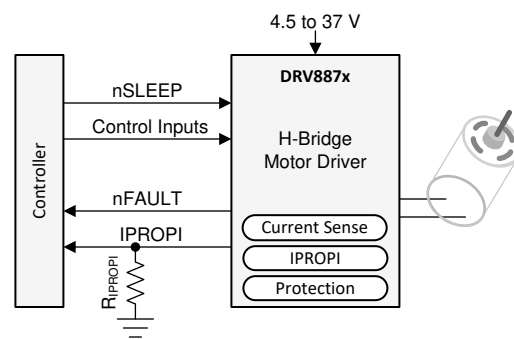 4.5 to 37 V
DRV887x
nSLEEP
Control Inputs
H-Bridge
Motor Driver
Controller
nFAULT
IPROPI
Current Sense
IPROPI
Protection
RIPROPI